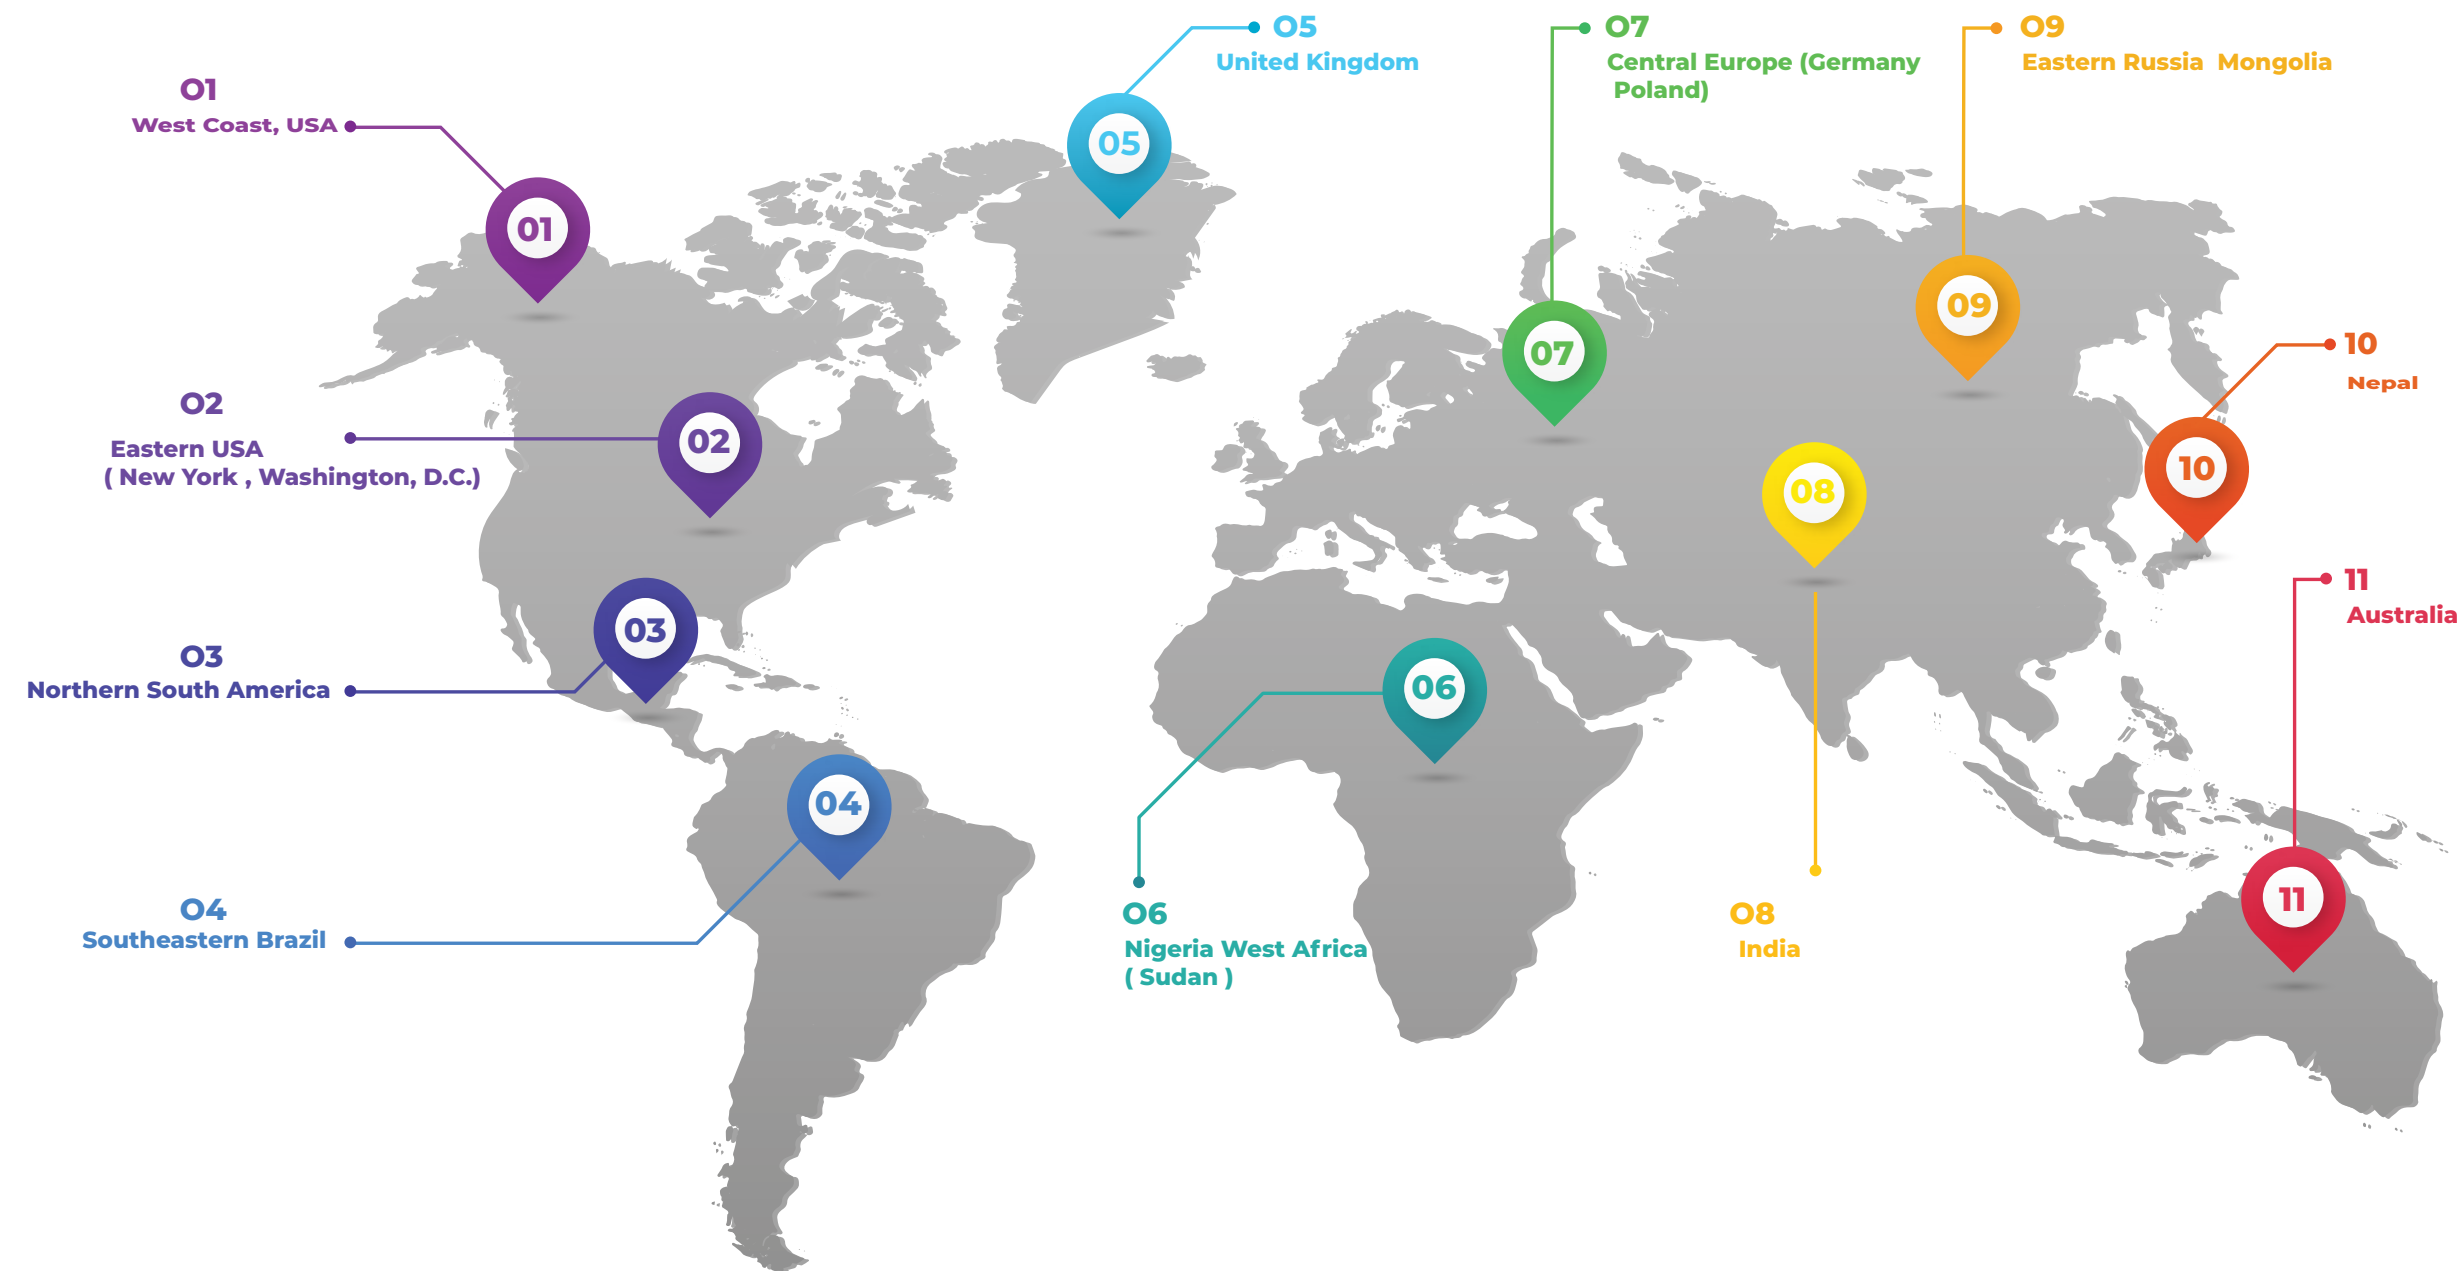 01
West Coast, USA
02
Eastern USA
( New York , Washington, D.C.)
03
Northern South America
04
Southeastern Brazil
05
United Kingdom
06
Nigeria West Africa
( Sudan )
07
Central Europe (Germany
Poland)
08
India
09
Eastern Russia  Mongolia
10
Nepal
11
Australia
01
02
03
04
05
06
07
08
09
10
11